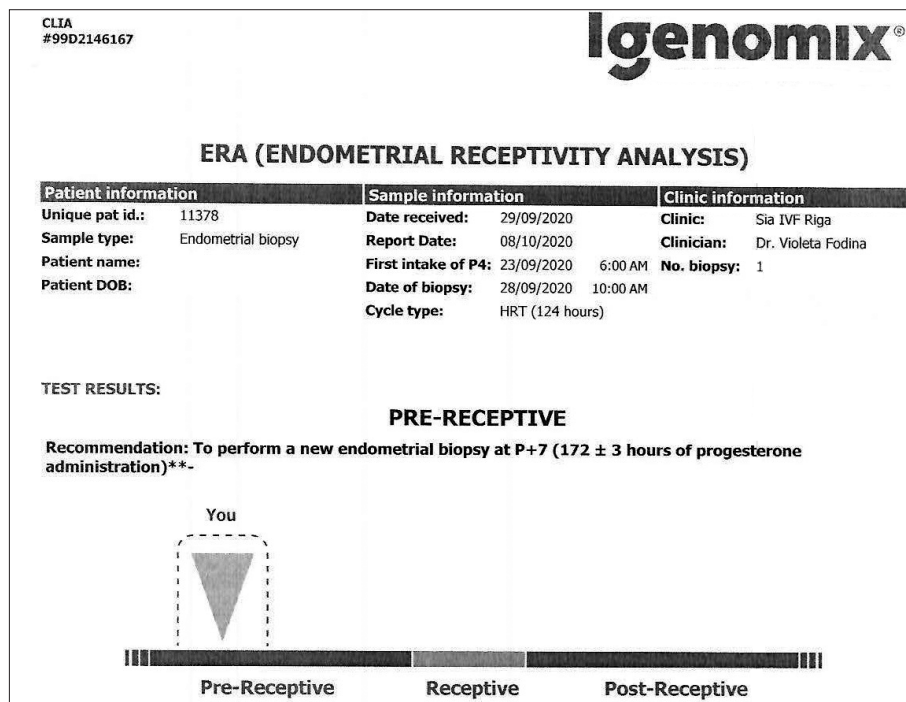 CLIA
#99D2146167
Igenomix®
ERA (ENDOMETRIAL RECEPTIVITY ANALYSIS)
Patient information
Unique pat id.: 11378
Sample type: Endometrial biopsy
Patient name:
Patient DOB:
Sample information
Date received: 29/09/2020
Report Date: 08/10/2020
First intake of P4: 23/09/2020 6:00 AM
Date of biopsy: 28/09/2020 10:00 AM
Cycle type: HRT (124 hours)
Clinic information
Clinic: Sia IVF Riga
Clinician: Dr. Violeta Fodina
No. biopsy: 1
TEST RESULTS:
PRE-RECEPTIVE
Recommendation: To perform a new endometrial biopsy at P+7 (172 ± 3 hours of progesterone
administration)**-
You
Pre-Receptive Receptive Post-Receptive